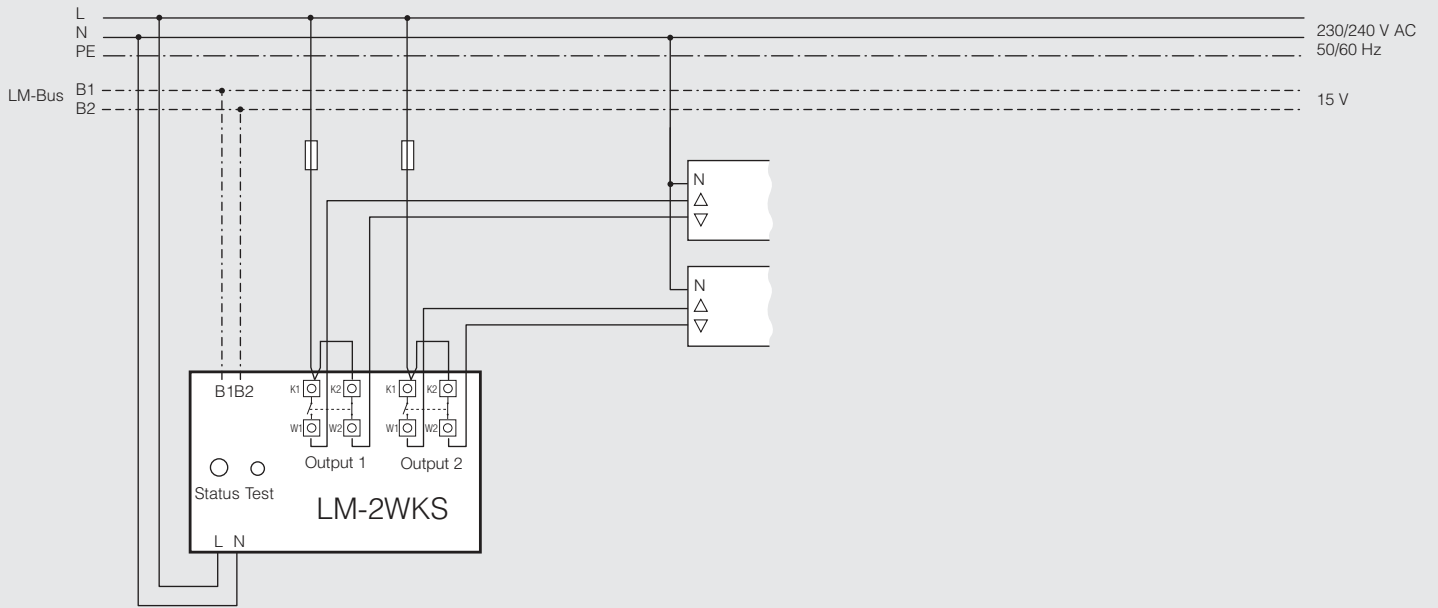 L
N
PE
230/240 V AC
50/60 Hz
LM-Bus
B1
B2
15 V
N
△
▽
N
△
▽
B1B2
K1 K2 K1 K2
W1 W2 W1 W2
Output 1 Output 2
Status Test
LM-2WKS
L N